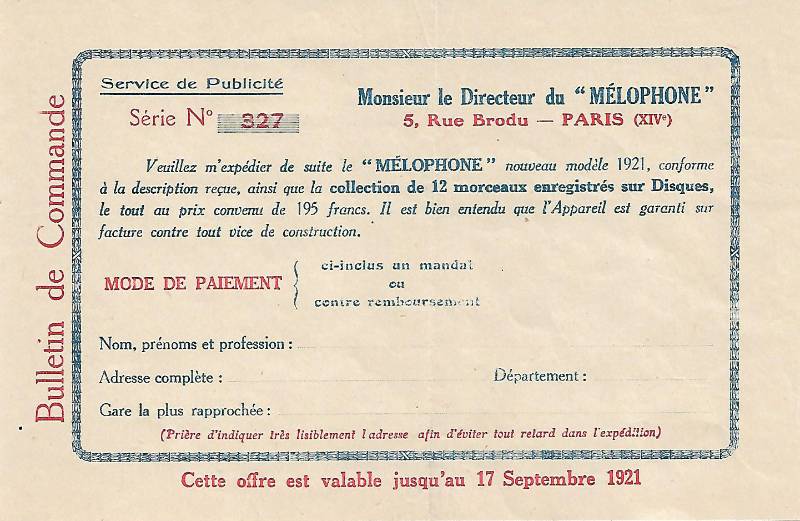 Bulletin de Commande
Service de Publicité
Série Nº 327
Monsieur le Directeur du “MÉLOPHONE”
5, Rue Brodu — PARIS (XIVᵉ)
Veuillez m'expédier de suite le “MÉLOPHONE” nouveau modèle 1921, conforme
à la description reçue, ainsi que la collection de 12 morceaux enregistrés sur Disques,
le tout au prix convenu de 195 francs. Il est bien entendu que l'Appareil est garanti sur
facture contre tout vice de construction.
MODE DE PAIEMENT
ci-inclus un mandat
ou
contre remboursement
Nom, prénoms et profession :
Adresse complète : Département :
Gare la plus rapprochée :
(Prière d'indiquer très lisiblement l'adresse afin d'éviter tout retard dans l'expédition)
Cette offre est valable jusqu'au 17 Septembre 1921